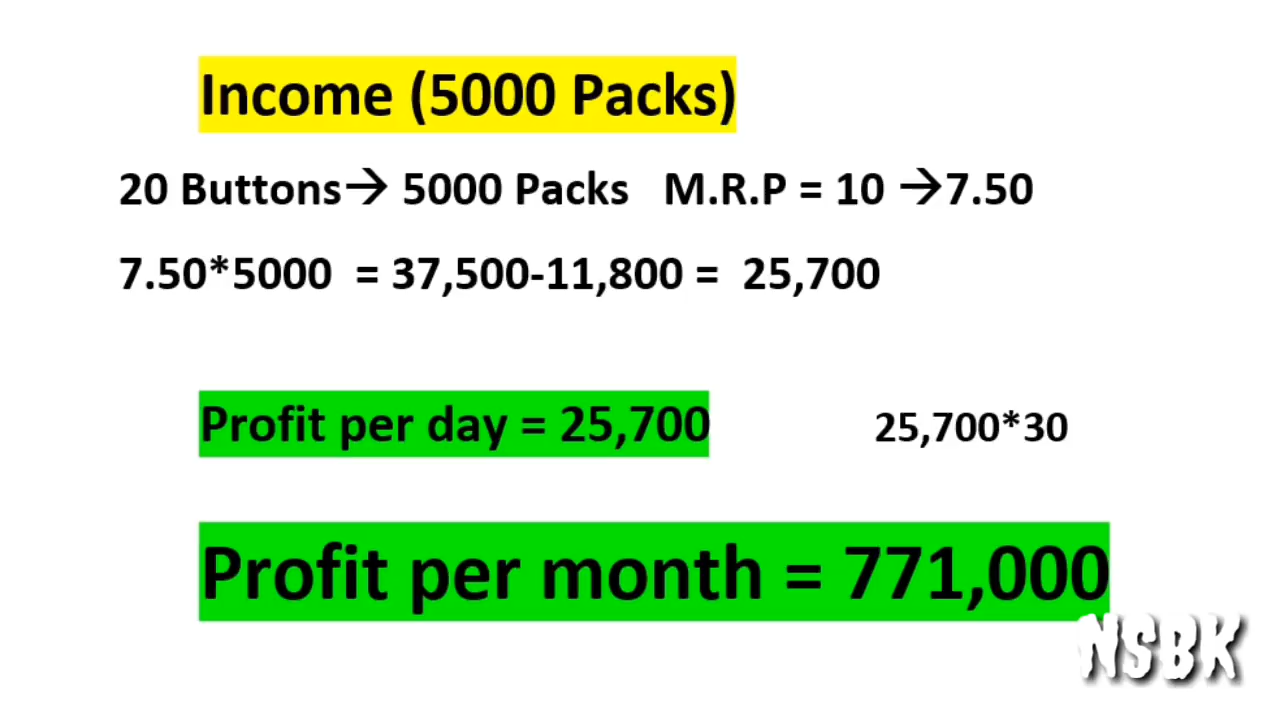 Income (5000 Packs)
20 Buttons→ 5000 Packs M.R.P = 10 →7.50
7.50*5000 = 37,500-11,800 = 25,700
Profit per day = 25,700 25,700*30
Profit per month = 771,000
NSBK